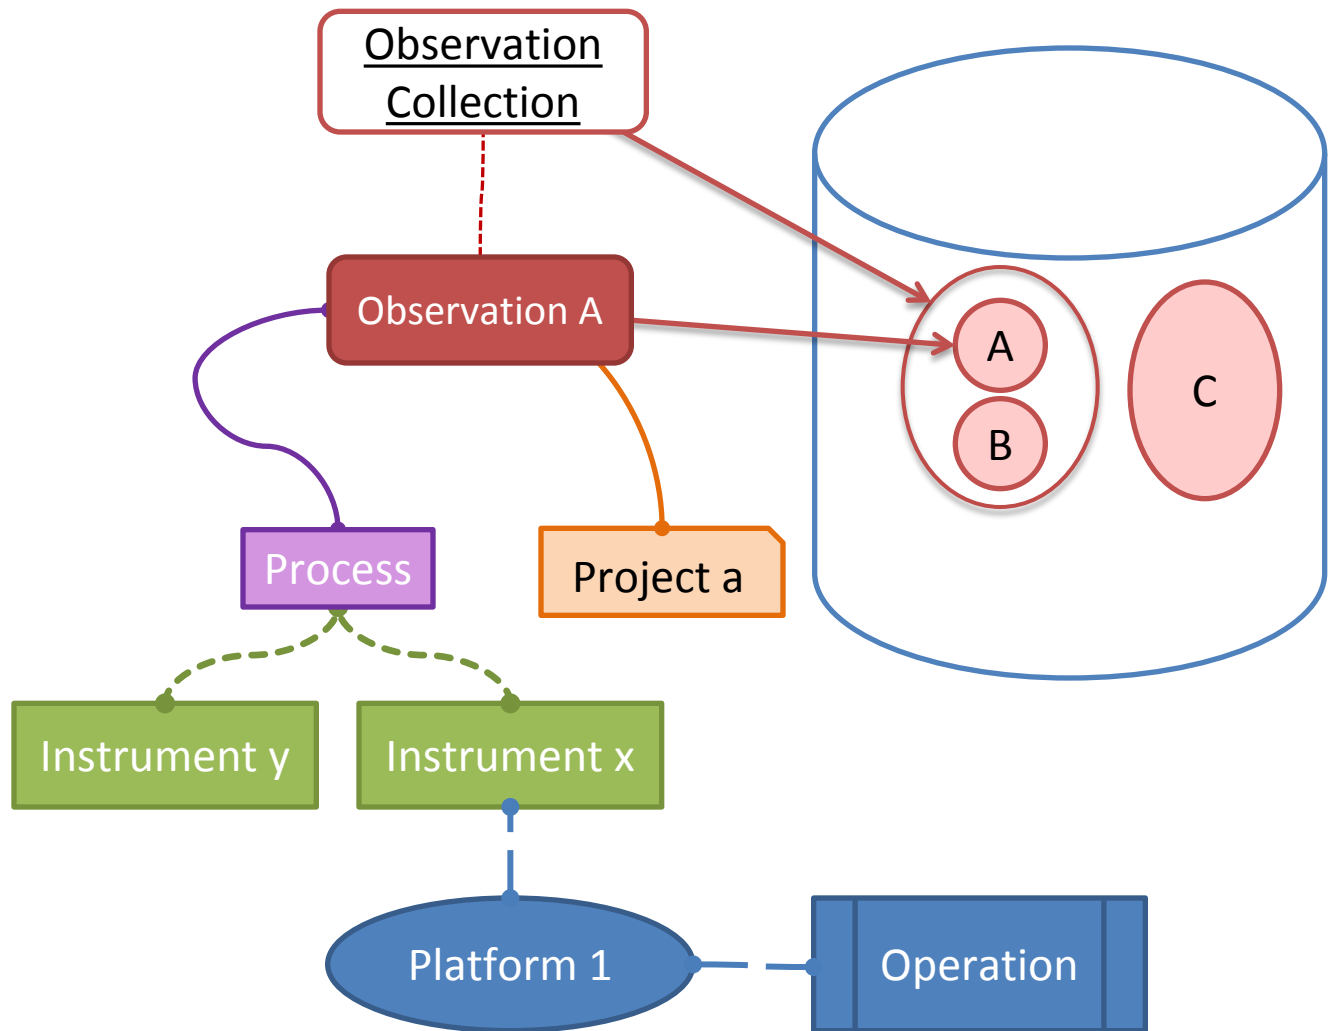 Observation
Collection
Observation A
A
B
C
Process
Project a
Instrument y
Instrument x
Platform 1
Operation